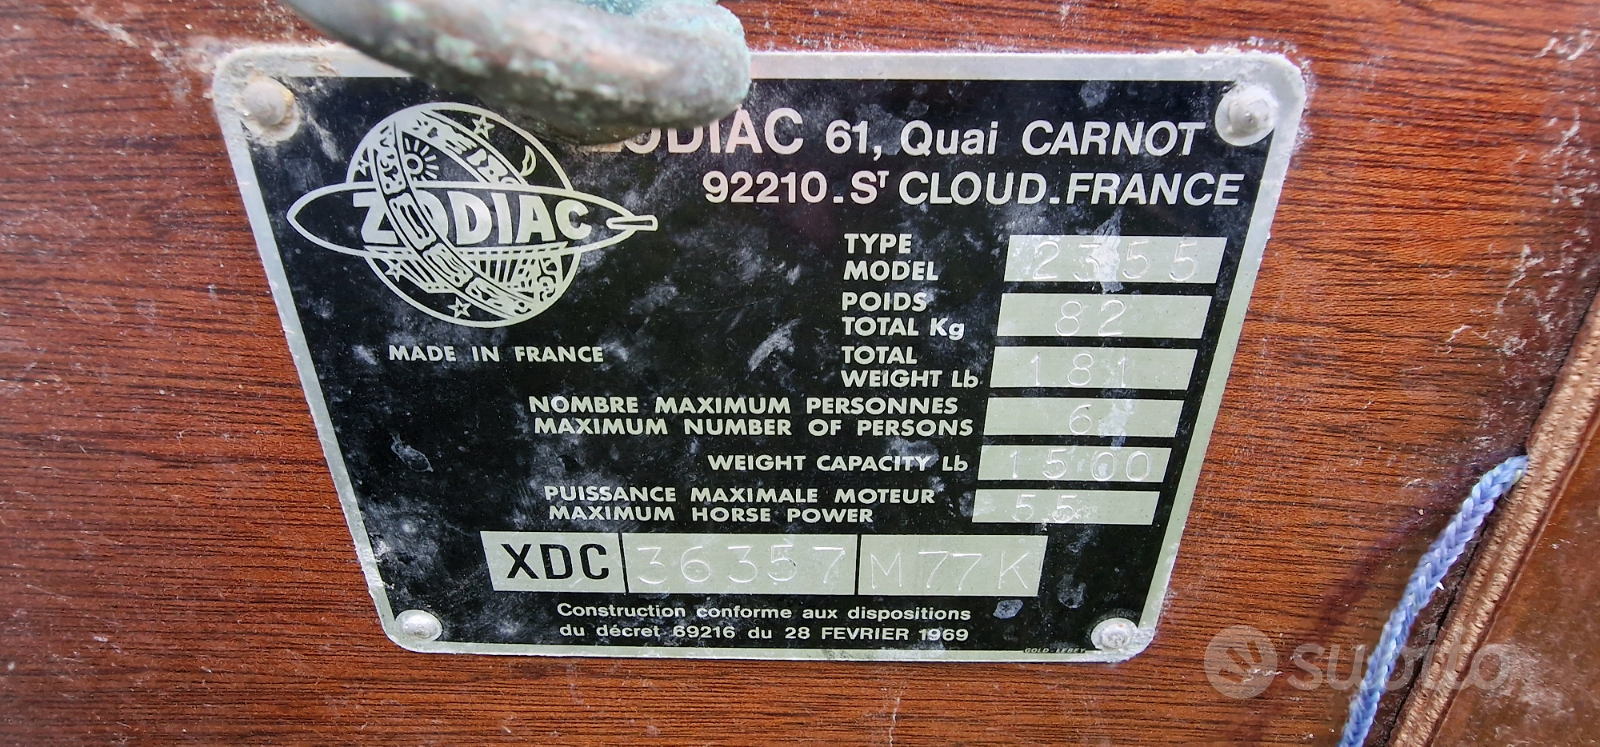 ZODIAC 61, Quai CARNOT
92210.Sᵀ CLOUD.FRANCE
ZODIAC
MADE IN FRANCE
TYPE
MODEL 2355
POIDS
TOTAL Kg 82
TOTAL
WEIGHT Lb 181
NOMBRE MAXIMUM PERSONNES
MAXIMUM NUMBER OF PERSONS 6
WEIGHT CAPACITY Lb 1500
PUISSANCE MAXIMALE MOTEUR
MAXIMUM HORSE POWER 55
XDC 36357 M77K
Construction conforme aux dispositions
du décret 69216 du 28 FEVRIER 1969
subito